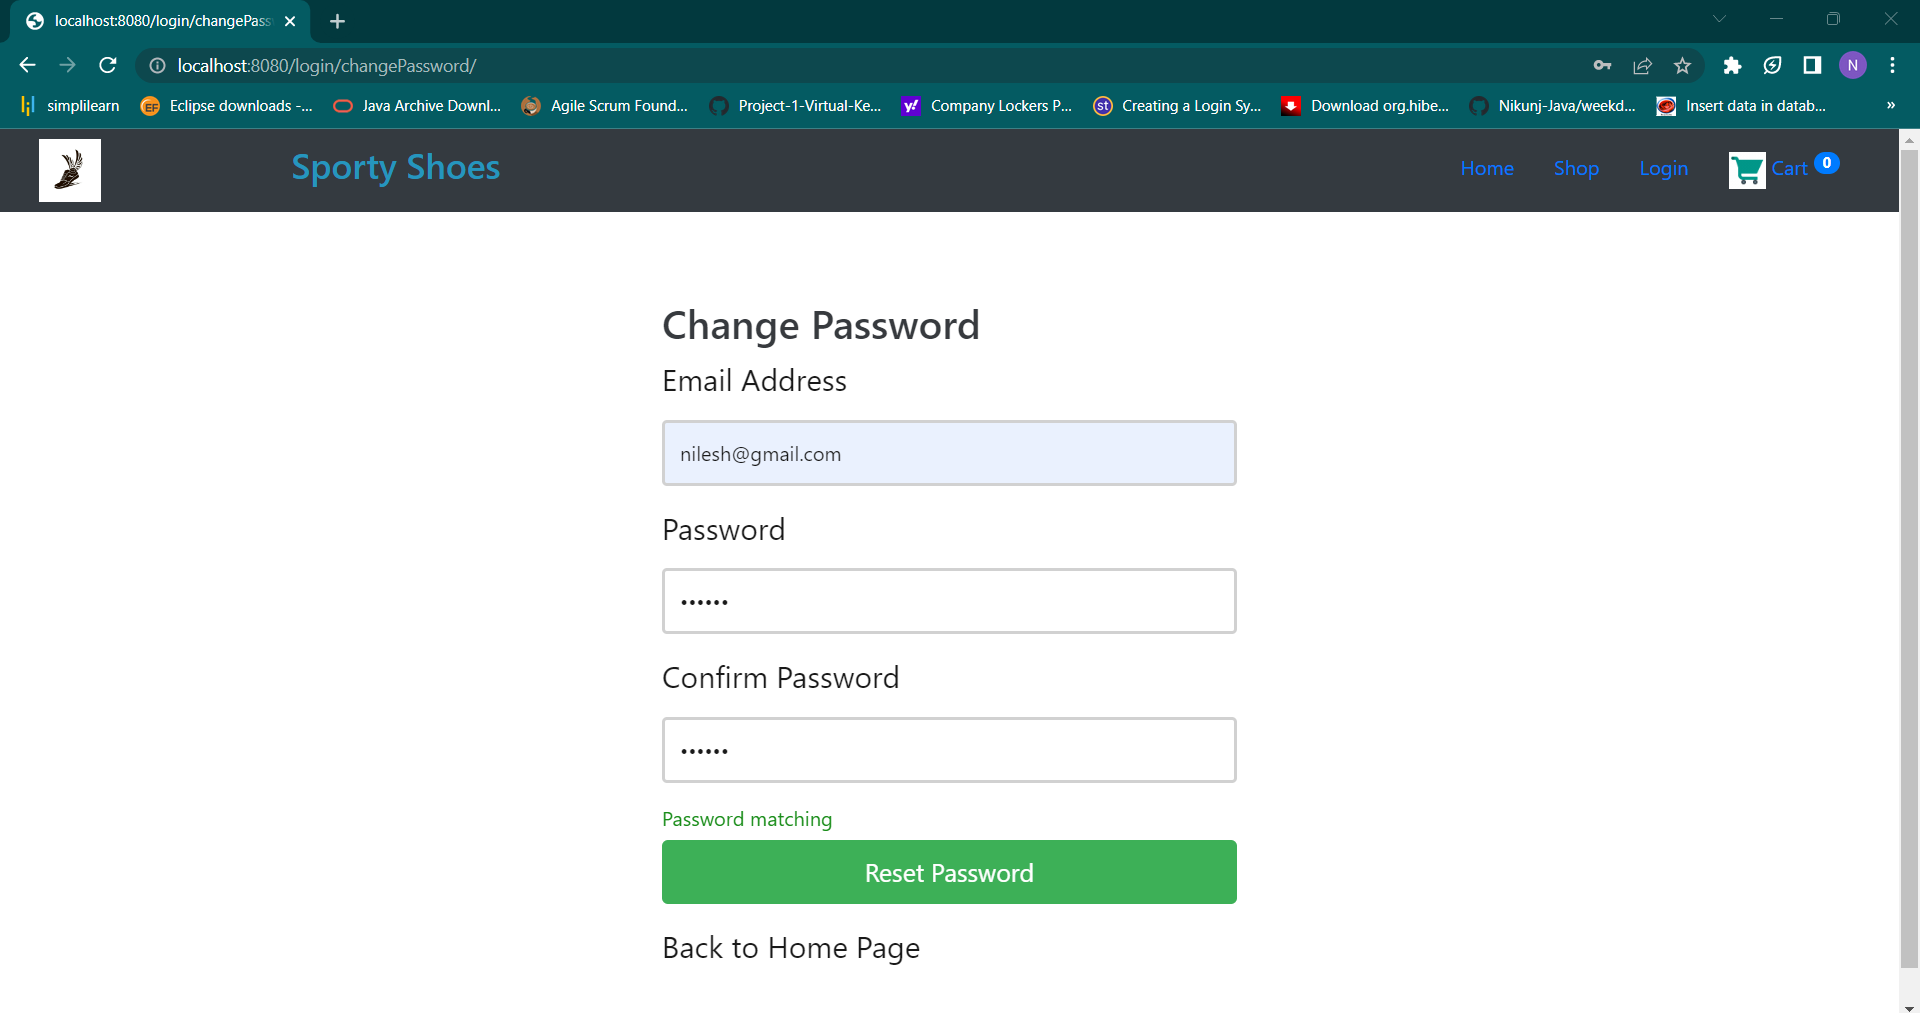 localhost:8080/login/changePass
localhost:8080/login/changePassword/
N
simplilearn
EF
Eclipse downloads -...
Java Archive Downl...
Agile Scrum Found...
Project-1-Virtual-Ke...
y!
Company Lockers P...
st
Creating a Login Sy...
Download org.hibe...
Nikunj-Java/weekd...
Insert data in datab...
»
Sporty Shoes
Home
Shop
Login
Cart
0
Change Password
Email Address
nilesh@gmail.com
Password
••••••
Confirm Password
••••••
Password matching
Reset Password
Back to Home Page